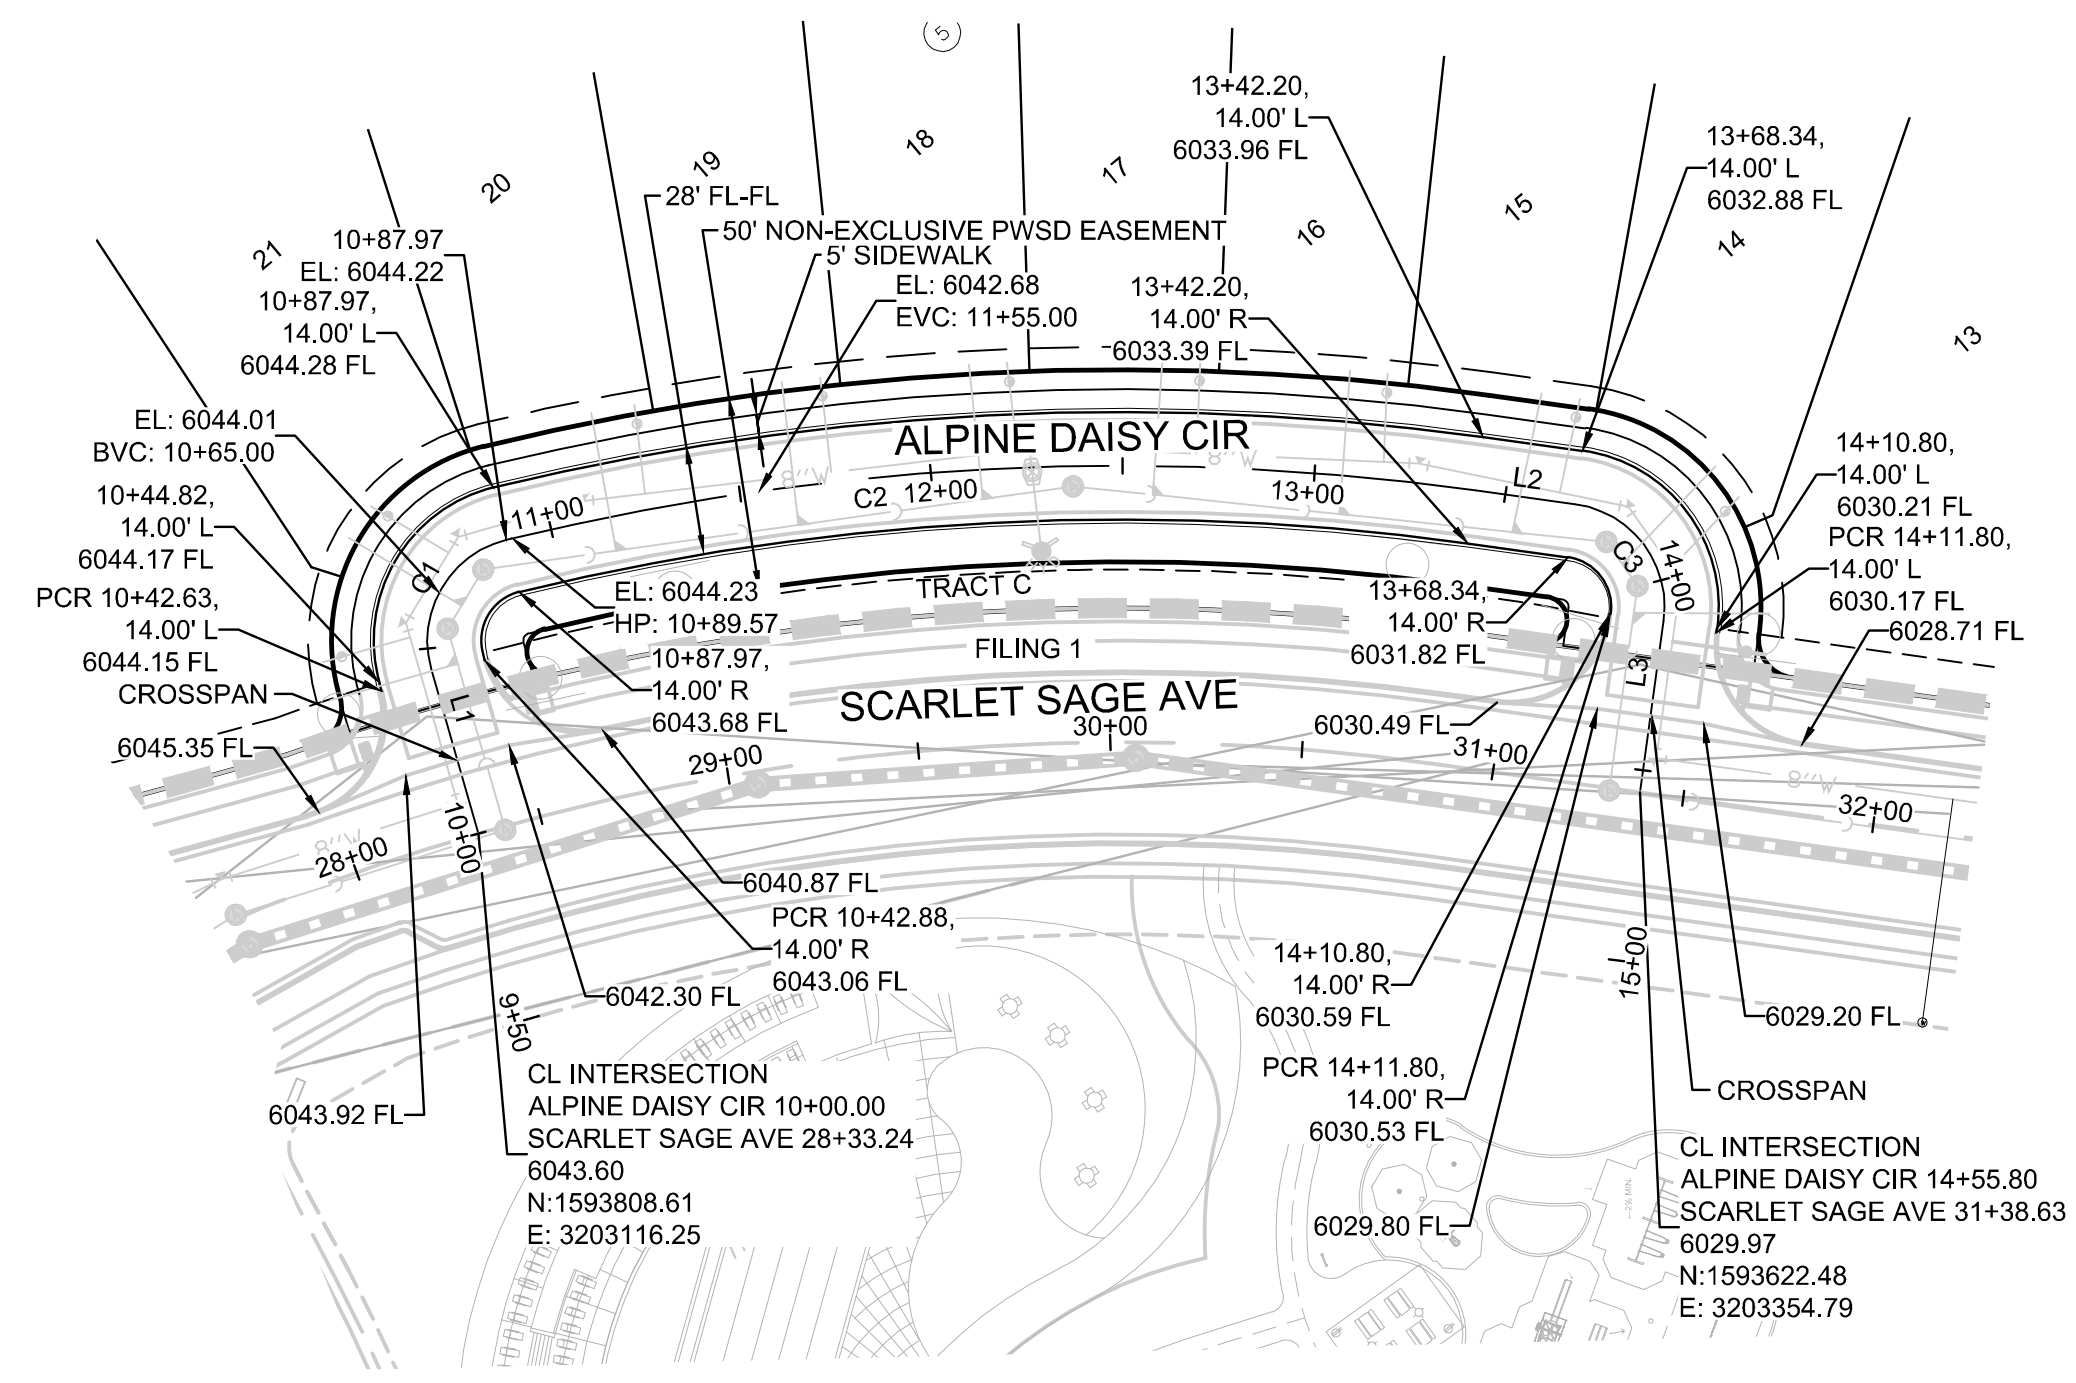 5
13+42.20,
14.00' L
6033.96 FL
13+68.34,
14.00' L
6032.88 FL
21
20
19
18
17
16
15
14
13
28' FL-FL
50' NON-EXCLUSIVE PWSD EASEMENT
5' SIDEWALK
10+87.97
EL: 6044.22
10+87.97,
14.00' L
6044.28 FL
EL: 6042.68
EVC: 11+55.00
13+42.20,
14.00' R
6033.39 FL
EL: 6044.01
BVC: 10+65.00
10+44.82,
14.00' L
6044.17 FL
PCR 10+42.63,
14.00' L
6044.15 FL
CROSSPAN
6045.35 FL
ALPINE DAISY CIR
8"W
8"W
C1
11+00
C2
12+00
13+00
L2
C3
14+00
14+10.80,
14.00' L
6030.21 FL
PCR 14+11.80,
14.00' L
6030.17 FL
6028.71 FL
EL: 6044.23
HP: 10+89.57
10+87.97,
14.00' R
6043.68 FL
TRACT C
FILING 1
13+68.34,
14.00' R
6031.82 FL
SCARLET SAGE AVE
L1
L3
6030.49 FL
8"W
28+00
29+00
30+00
31+00
8"W
32+00
10+00
9+50
15+00
6040.87 FL
PCR 10+42.88,
14.00' R
6043.06 FL
6042.30 FL
6043.92 FL
14+10.80,
14.00' R
6030.59 FL
PCR 14+11.80,
14.00' R
6030.53 FL
6029.80 FL
6029.20 FL
CROSSPAN
CL INTERSECTION
ALPINE DAISY CIR 10+00.00
SCARLET SAGE AVE 28+33.24
6043.60
N:1593808.61
E: 3203116.25
CL INTERSECTION
ALPINE DAISY CIR 14+55.80
SCARLET SAGE AVE 31+38.63
6029.97
N:1593622.48
E: 3203354.79
2% MIN.